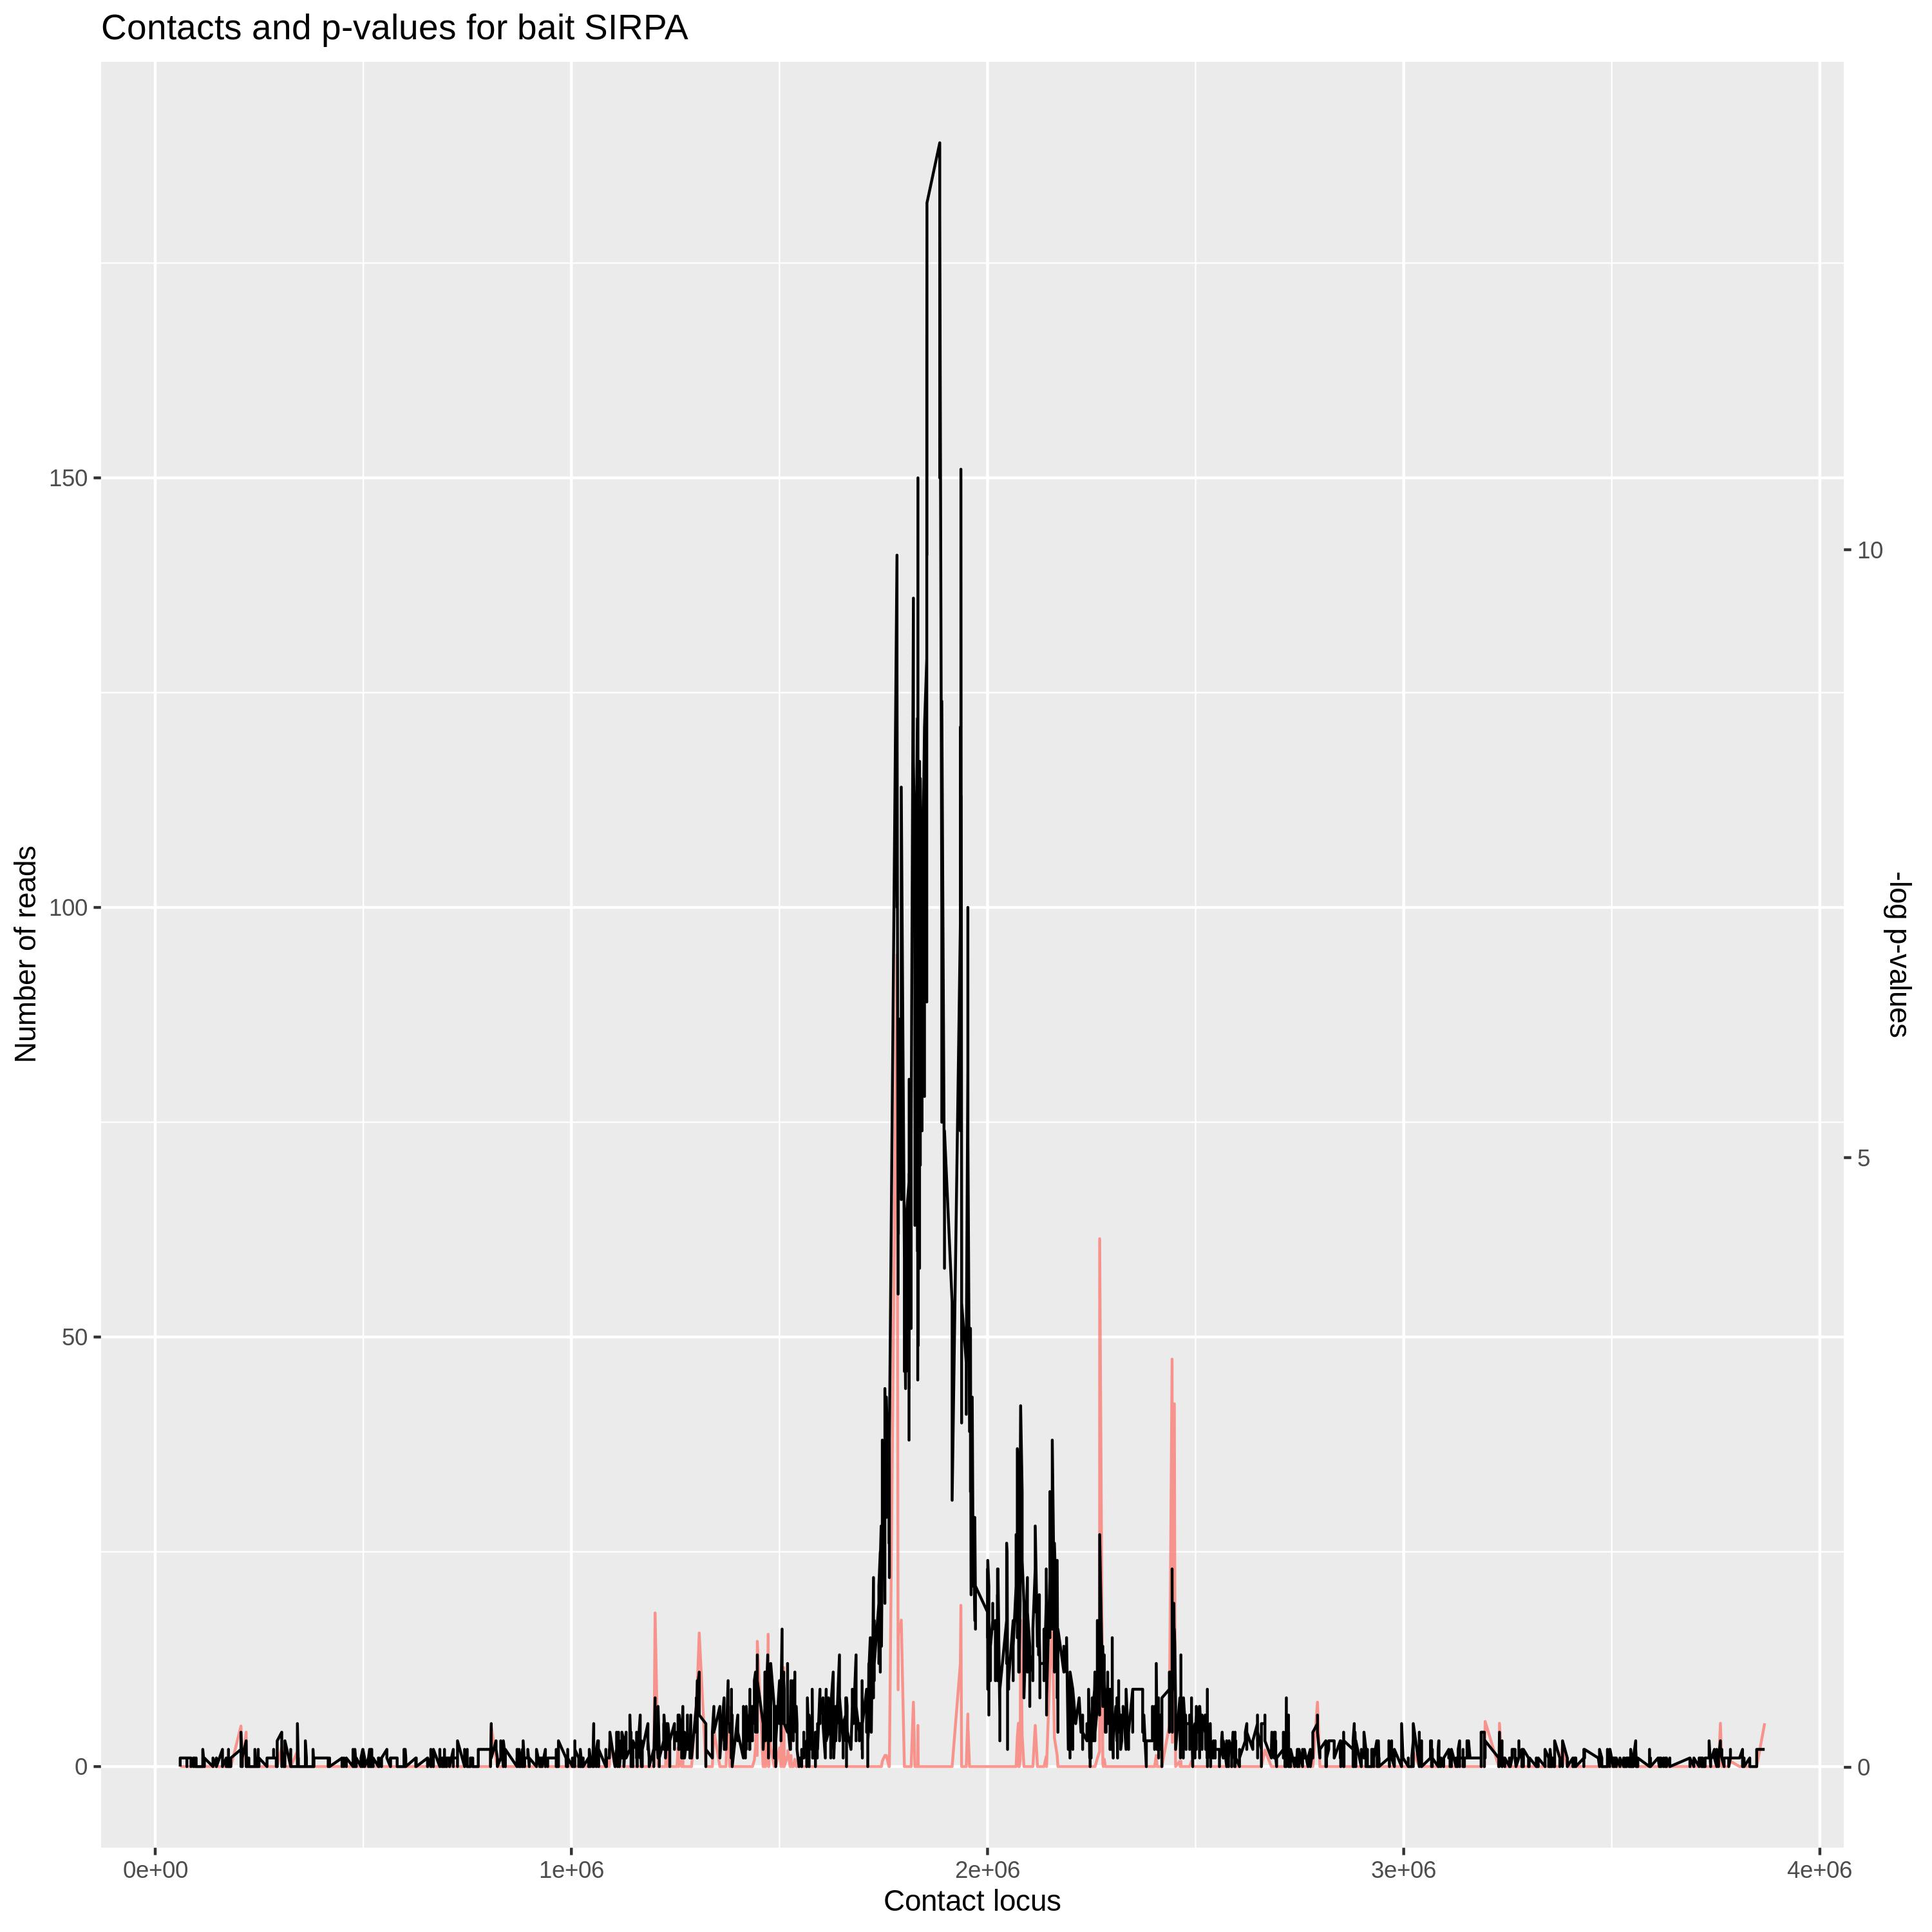 Contacts and p-values for bait SIRPA
150
100
50
0
Number of reads
10
5
0
-log p-values
0e+00
1e+06
2e+06
3e+06
4e+06
Contact locus